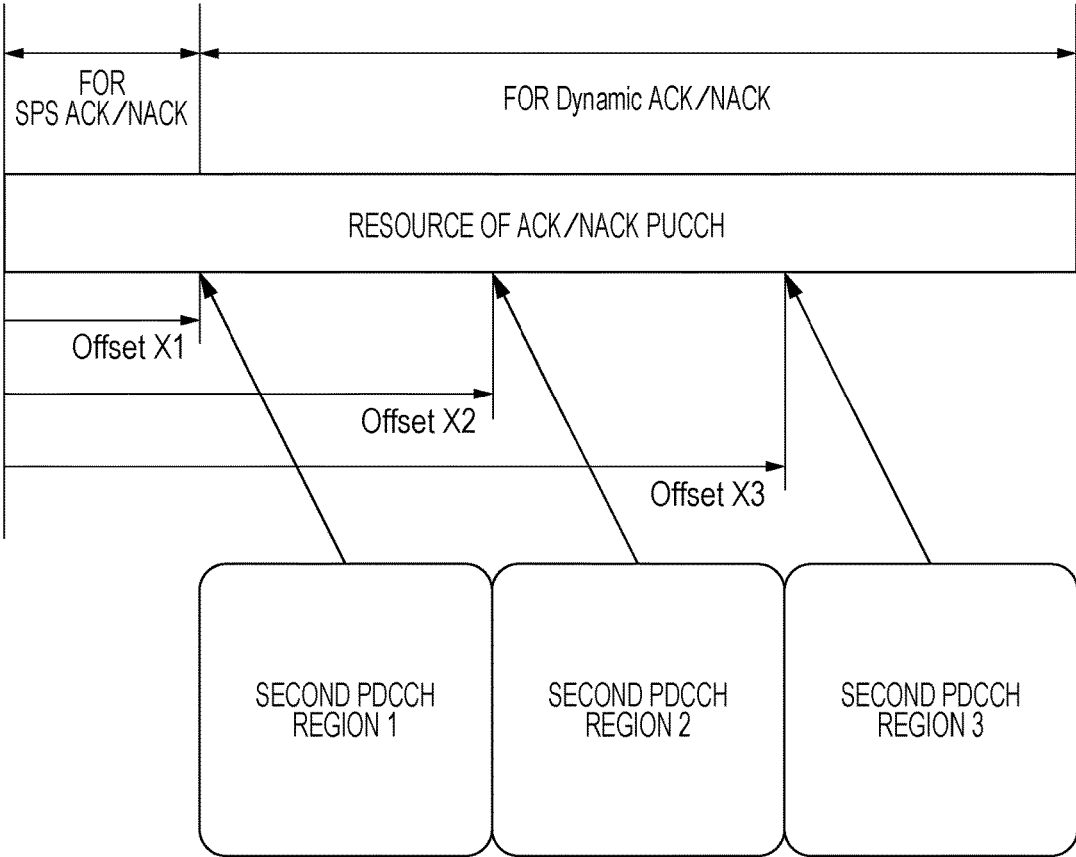 FOR
SPS ACK/NACK
FOR Dynamic ACK/NACK
RESOURCE OF ACK/NACK PUCCH
Offset X1
Offset X2
Offset X3
SECOND PDCCH
REGION 1
SECOND PDCCH
REGION 2
SECOND PDCCH
REGION 3